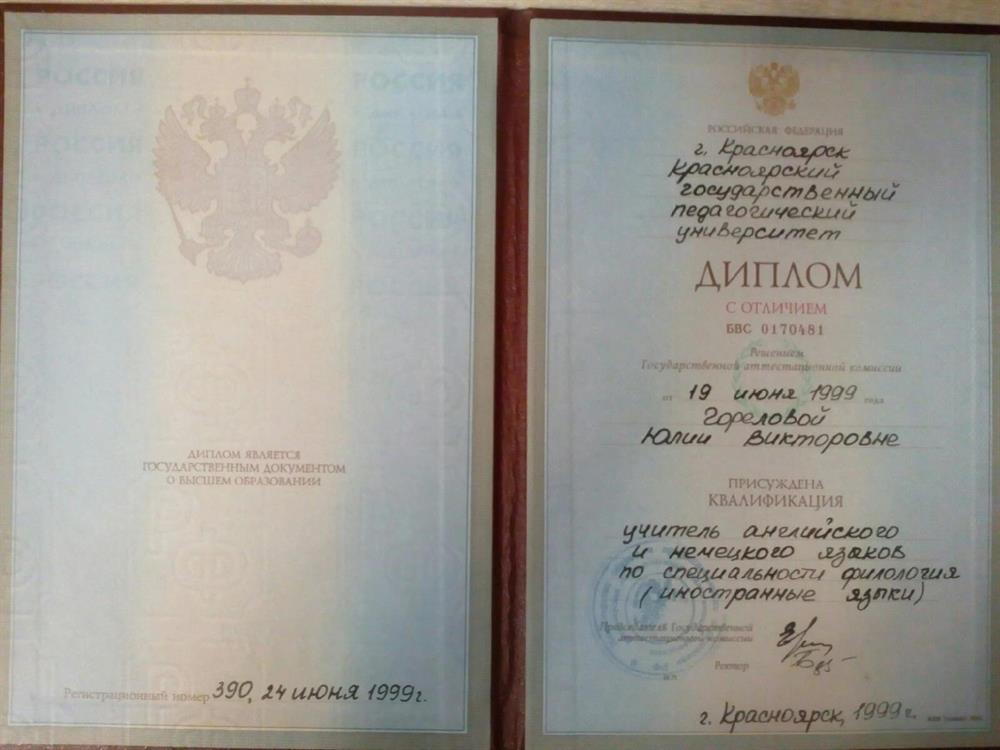 РОССИЯ РОССИЯ
РОССИЯ РОССИЯ
РОССИЯ
РОССИЯ
ДИПЛОМ ЯВЛЯЕТСЯ
ГОСУДАРСТВЕННЫМ ДОКУМЕНТОМ
О ВЫСШЕМ ОБРАЗОВАНИИ
Регистрационный номер 390, 24 июня 1999г.
РОССИЙСКАЯ ФЕДЕРАЦИЯ
г. Красноярск
Красноярский
государственный
педагогический
университет
ДИПЛОМ
С ОТЛИЧИЕМ
БВС 0170481
Решением
Государственной аттестационной комиссии
от 19 июня 1999 года
Гореловой
Юлии Викторовне
ПРИСУЖДЕНА
КВАЛИФИКАЦИЯ
учитель английского
и немецкого языков
по специальности филология
(иностранные языки)
Председатель Государственной
аттестационной комиссии
Ректор
М.П.
г. Красноярск, 1999 г.